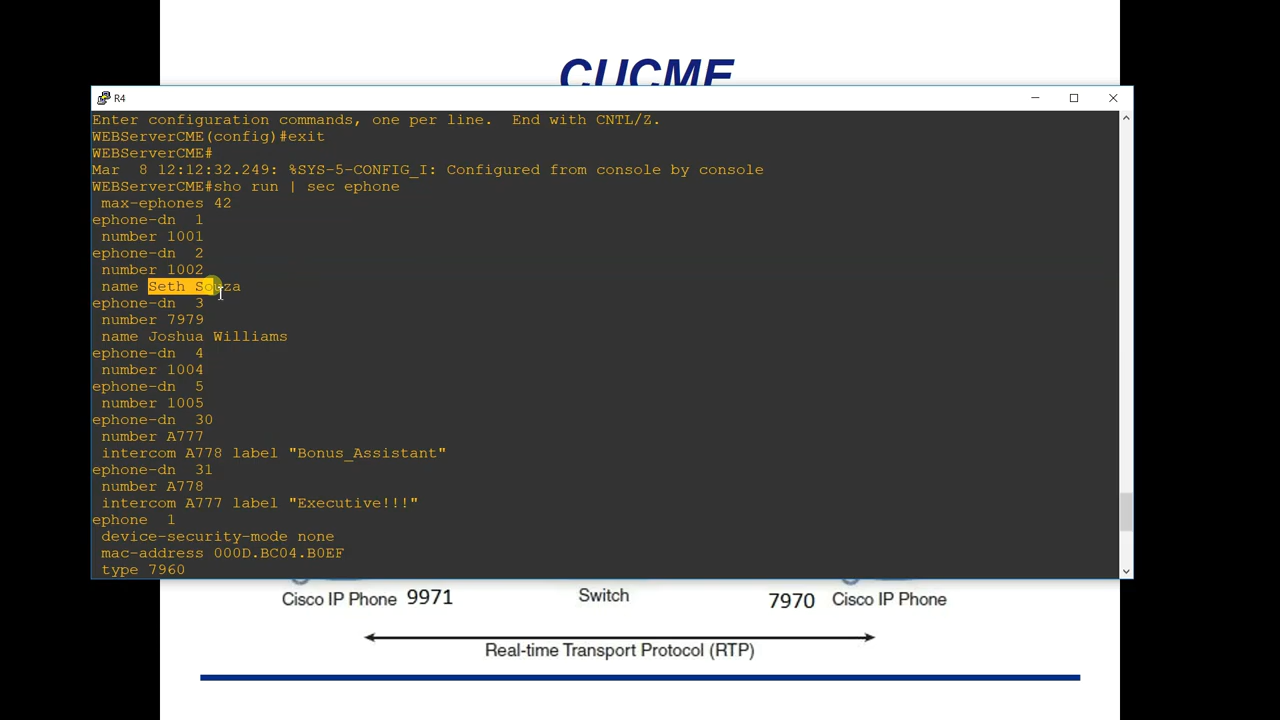 CUCME
R4
Enter configuration commands, one per line.  End with CNTL/Z.
WEBServerCME(config)#exit
WEBServerCME#
Mar  8 12:12:32.249: %SYS-5-CONFIG_I: Configured from console by console
WEBServerCME#sho run | sec ephone
 max-ephones 42
ephone-dn  1
 number 1001
ephone-dn  2
 number 1002
 name Seth Souza
ephone-dn  3
 number 7979
 name Joshua Williams
ephone-dn  4
 number 1004
ephone-dn  5
 number 1005
ephone-dn  30
 number A777
 intercom A778 label "Bonus_Assistant"
ephone-dn  31
 number A778
 intercom A777 label "Executive!!!"
ephone  1
 device-security-mode none
 mac-address 000D.BC04.B0EF
 type 7960
Cisco IP Phone 9971
Switch
7970 Cisco IP Phone
Real-time Transport Protocol (RTP)